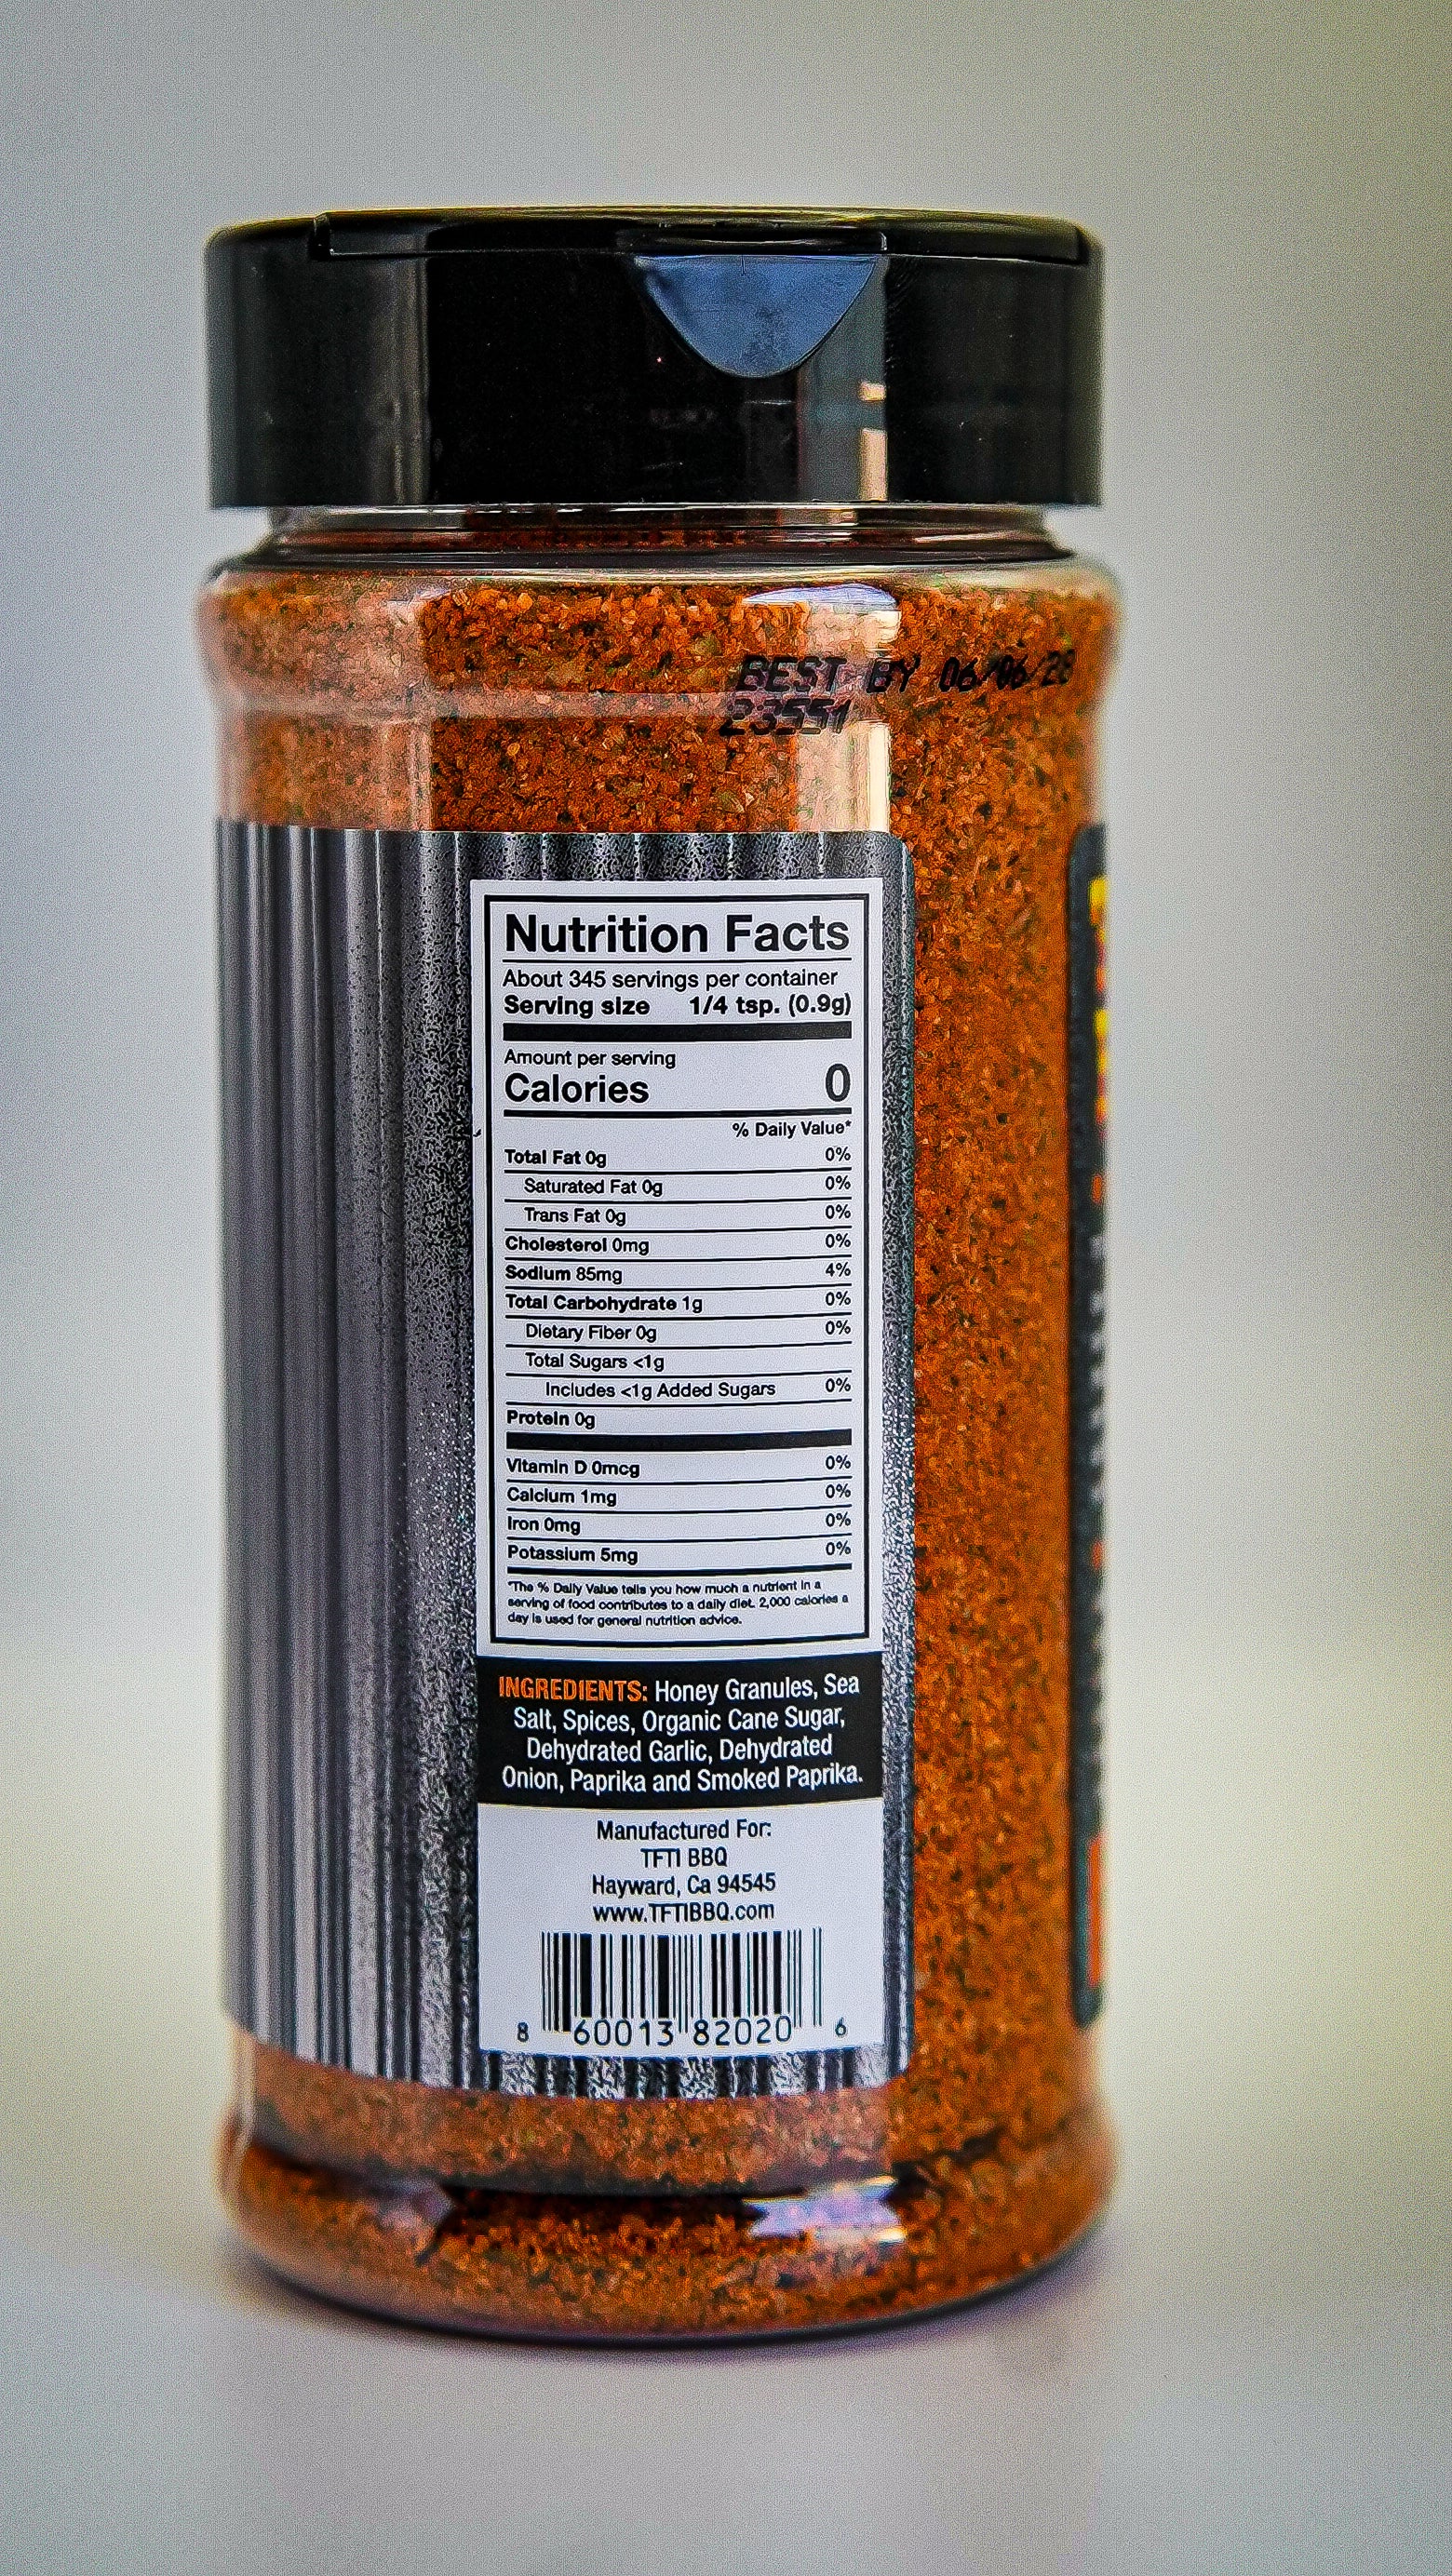 BEST BY 06/06/28
23551
Nutrition Facts
About 345 servings per container
Serving size 1/4 tsp. (0.9g)
Amount per serving
Calories 0
% Daily Value*
Total Fat 0g 0%
Saturated Fat 0g 0%
Trans Fat 0g 0%
Cholesterol 0mg 0%
Sodium 85mg 4%
Total Carbohydrate 1g 0%
Dietary Fiber 0g 0%
Total Sugars <1g
Includes <1g Added Sugars 0%
Protein 0g
Vitamin D 0mcg 0%
Calcium 1mg 0%
Iron 0mg 0%
Potassium 5mg 0%
*The % Daily Value tells you how much a nutrient in a
serving of food contributes to a daily diet. 2,000 calories a
day is used for general nutrition advice.
INGREDIENTS: Honey Granules, Sea
Salt, Spices, Organic Cane Sugar,
Dehydrated Garlic, Dehydrated
Onion, Paprika and Smoked Paprika.
Manufactured For:
TFTI BBQ
Hayward, Ca 94545
www.TFTIBBQ.com
8 60013 82020 6